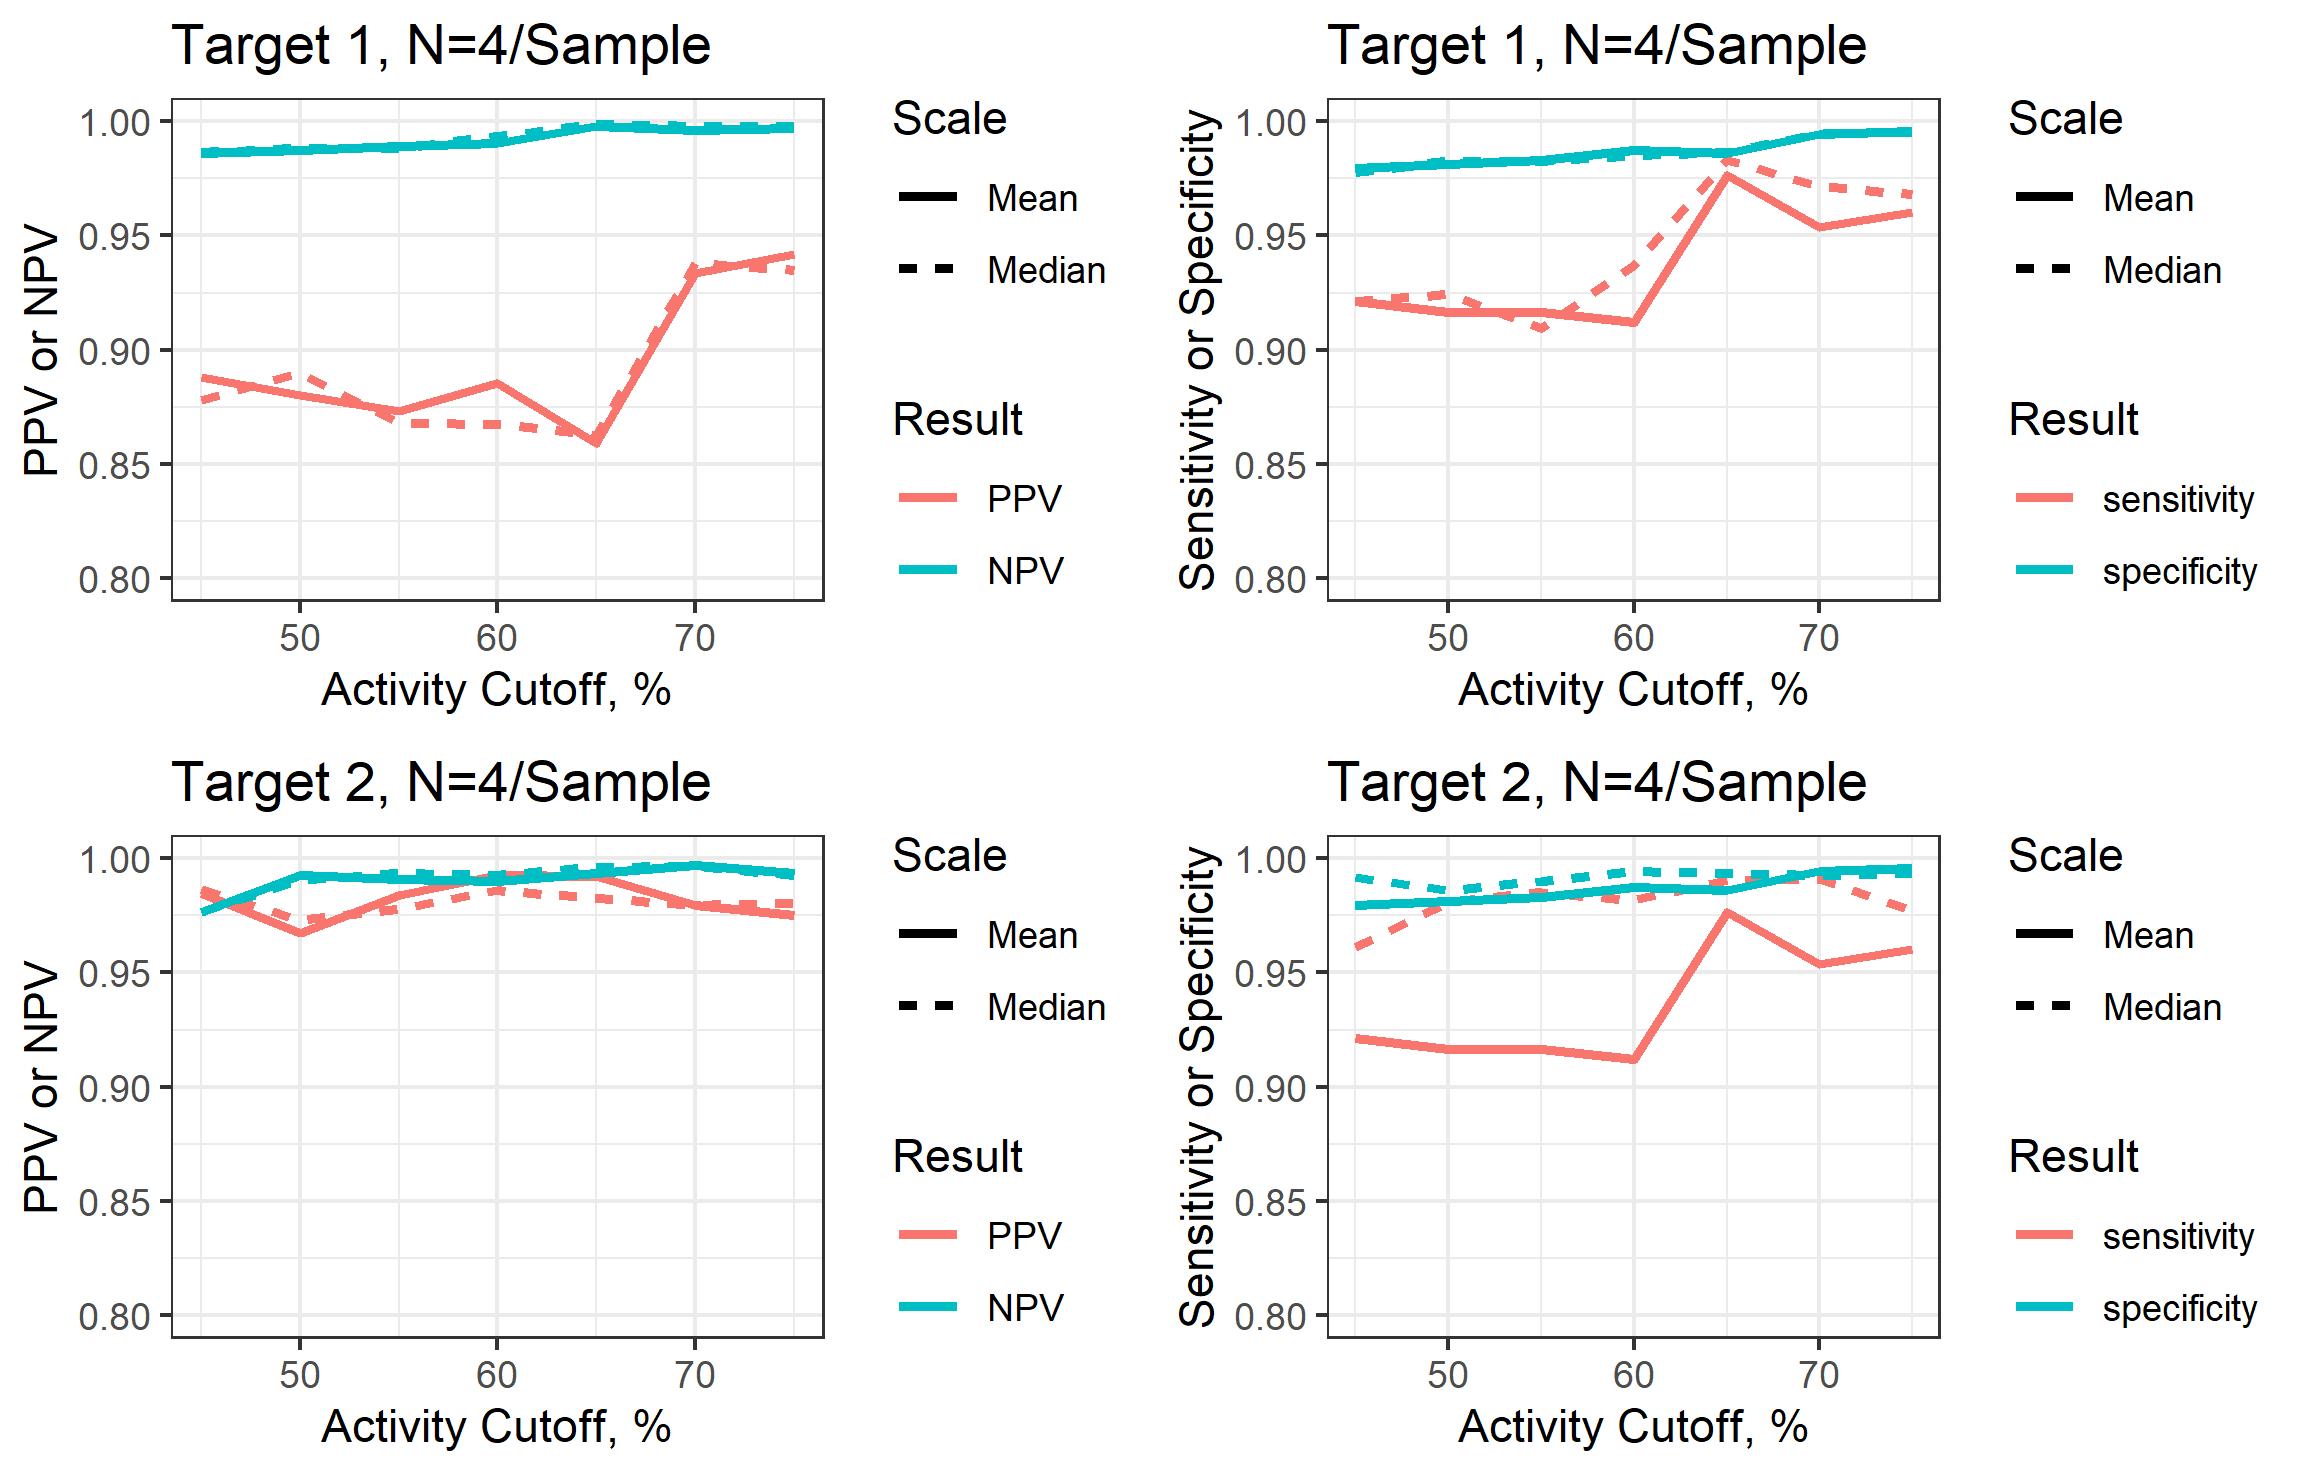 Target 1, N=4/Sample
PPV or NPV
1.00
0.95
0.90
0.85
0.80
50 60 70
Activity Cutoff, %
Scale
Mean
Median
Result
PPV
NPV
Target 1, N=4/Sample
Sensitivity or Specificity
1.00
0.95
0.90
0.85
0.80
50 60 70
Activity Cutoff, %
Scale
Mean
Median
Result
sensitivity
specificity
Target 2, N=4/Sample
PPV or NPV
1.00
0.95
0.90
0.85
0.80
50 60 70
Activity Cutoff, %
Scale
Mean
Median
Result
PPV
NPV
Target 2, N=4/Sample
Sensitivity or Specificity
1.00
0.95
0.90
0.85
0.80
50 60 70
Activity Cutoff, %
Scale
Mean
Median
Result
sensitivity
specificity